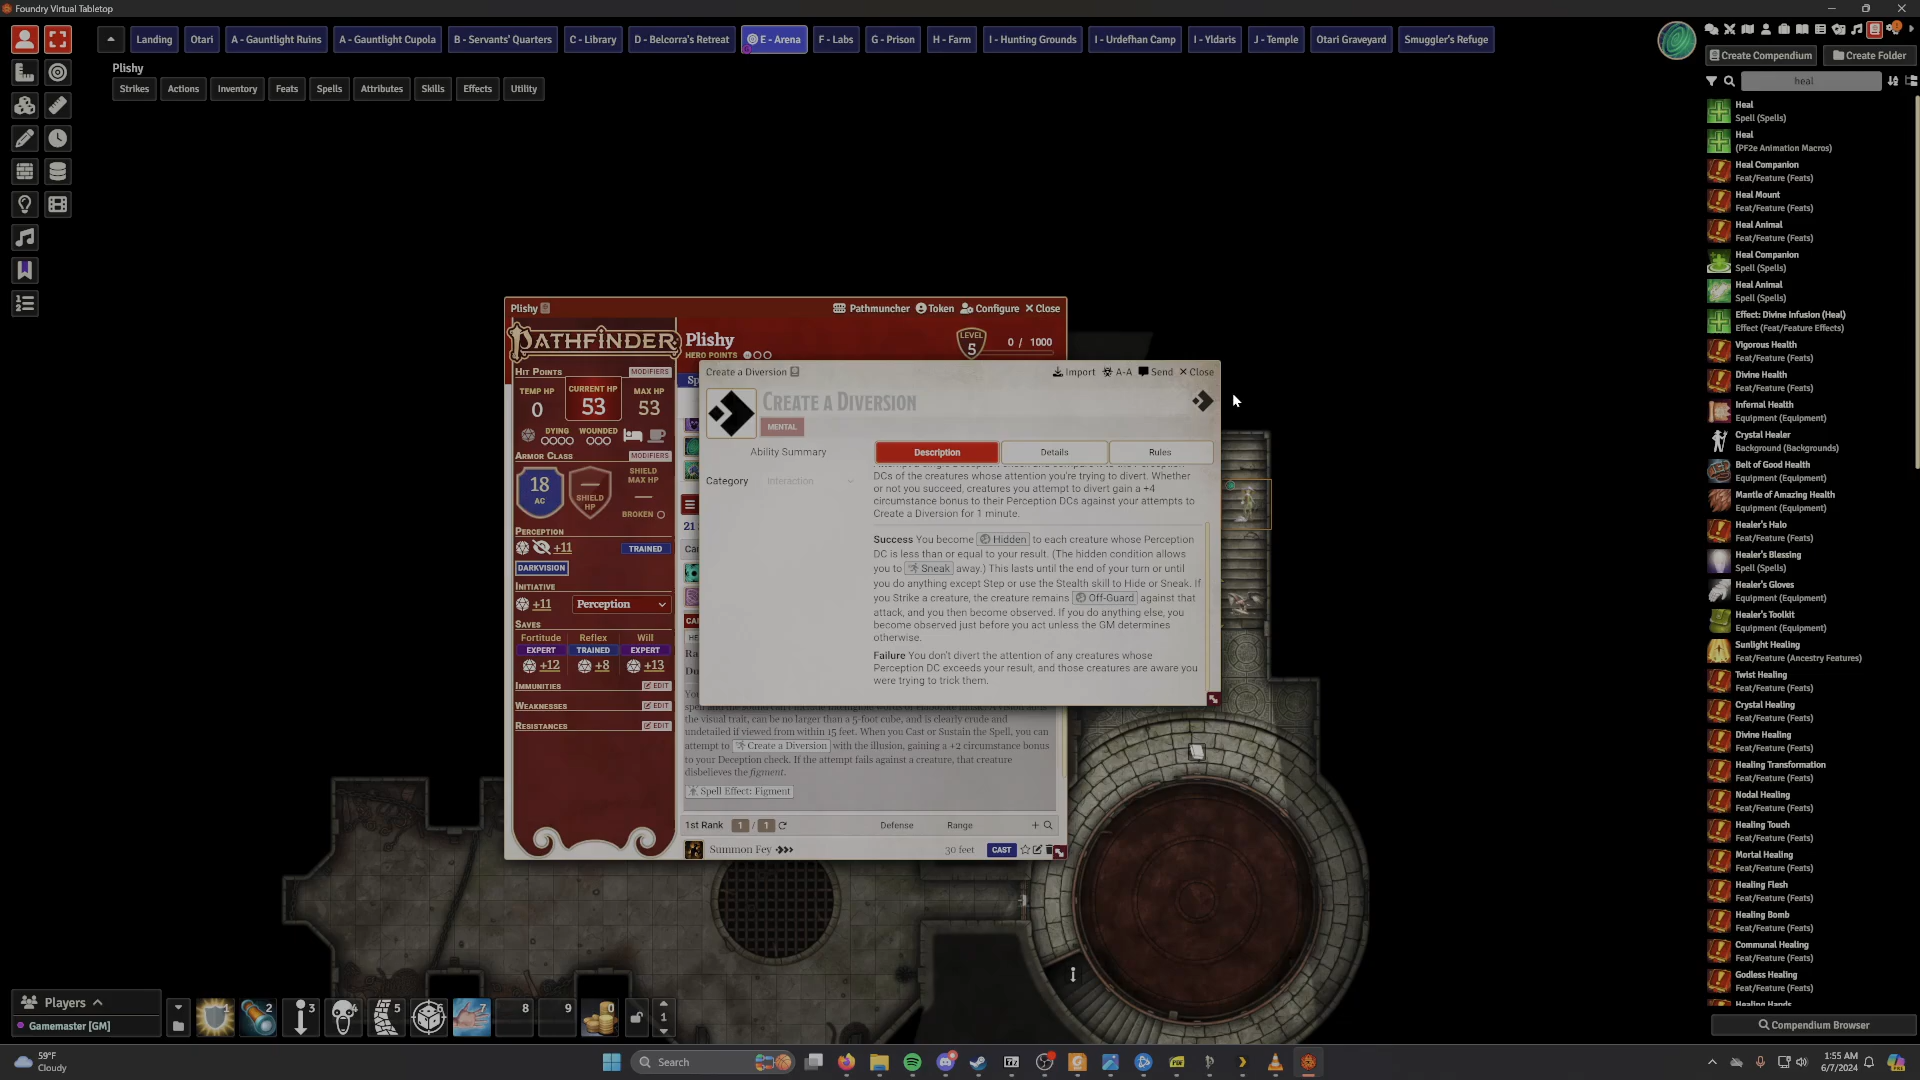 Foundry Virtual Tabletop
Landing Otari A - Gauntlight Ruins A - Gauntlight Cupola B - Servants' Quarters C - Library D - Belcorra's Retreat E - Arena F - Labs G - Prison H - Farm I - Hunting Grounds I - Urdefhan Camp I - Yldaris J - Temple Otari Graveyard Smuggler's Refuge
Plishy
Strikes Actions Inventory Feats Spells Attributes Skills Effects Utility
Create Compendium Create Folder
heal
Heal
Spell (Spells)
Heal
(PF2e Animation Macros)
Heal Companion
Feat/Feature (Feats)
Heal Mount
Feat/Feature (Feats)
Heal Animal
Feat/Feature (Feats)
Heal Companion
Spell (Spells)
Heal Animal
Spell (Spells)
Effect: Divine Infusion (Heal)
Effect (Feat/Feature Effects)
Vigorous Health
Feat/Feature (Feats)
Divine Health
Feat/Feature (Feats)
Infernal Health
Equipment (Equipment)
Crystal Healer
Background (Backgrounds)
Belt of Good Health
Equipment (Equipment)
Mantle of Amazing Health
Equipment (Equipment)
Healer's Halo
Feat/Feature (Feats)
Healer's Blessing
Spell (Spells)
Healer's Gloves
Equipment (Equipment)
Healer's Toolkit
Equipment (Equipment)
Sunlight Healing
Feat/Feature (Ancestry Features)
Twist Healing
Feat/Feature (Feats)
Crystal Healing
Feat/Feature (Feats)
Divine Healing
Feat/Feature (Feats)
Healing Transformation
Feat/Feature (Feats)
Nodal Healing
Feat/Feature (Feats)
Healing Touch
Feat/Feature (Feats)
Mortal Healing
Feat/Feature (Feats)
Healing Flesh
Feat/Feature (Feats)
Healing Bomb
Feat/Feature (Feats)
Communal Healing
Feat/Feature (Feats)
Godless Healing
Feat/Feature (Feats)
Healing Hands
Compendium Browser
Plishy Pathmuncher Token Configure Close
PATHFINDER
Plishy
HERO POINTS
LEVEL 5
0 / 1000
HIT POINTS MODIFIERS
TEMP HP CURRENT HP MAX HP
0 53 53
DYING WOUNDED
ARMOR CLASS MODIFIERS
18 AC
SHIELD HP
SHIELD MAX HP
BROKEN
PERCEPTION
+11 TRAINED
DARKVISION
INITIATIVE
+11 Perception
SAVES
Fortitude Reflex Will
EXPERT TRAINED EXPERT
+12 +8 +13
IMMUNITIES EDIT
WEAKNESSES EDIT
RESISTANCES EDIT
Sp
21
Ca
Create a Diversion Import A-A Send Close
CREATE A DIVERSION
MENTAL
Ability Summary
Category Interaction
Description Details Rules
DCs of the creatures whose attention you're trying to divert. Whether
or not you succeed, creatures you attempt to divert gain a +4
circumstance bonus to their Perception DCs against your attempts to
Create a Diversion for 1 minute.
Success You become Hidden to each creature whose Perception
DC is less than or equal to your result. (The hidden condition allows
you to Sneak away.) This lasts until the end of your turn or until
you do anything except Step or use the Stealth skill to Hide or Sneak. If
you Strike a creature, the creature remains Off-Guard against that
attack, and you then become observed. If you do anything else, you
become observed just before you act unless the GM determines
otherwise.
Failure You don't divert the attention of any creatures whose
Perception DC exceeds your result, and those creatures are aware you
were trying to trick them.
the visual trait, can be no larger than a 5-foot cube, and is clearly crude and
undetailed if viewed from within 15 feet. When you Cast or Sustain the Spell, you can
attempt to Create a Diversion with the illusion, gaining a +2 circumstance bonus
to your Deception check. If the attempt fails against a creature, that creature
disbelieves the figment.
Spell Effect: Figment
1st Rank 1 / 1 Defense Range
Summon Fey 30 feet CAST
Players
Gamemaster [GM]
1 2 3 4 5 6 7 8 9 0 1
59°F
Cloudy
Search
1:55 AM
6/7/2024